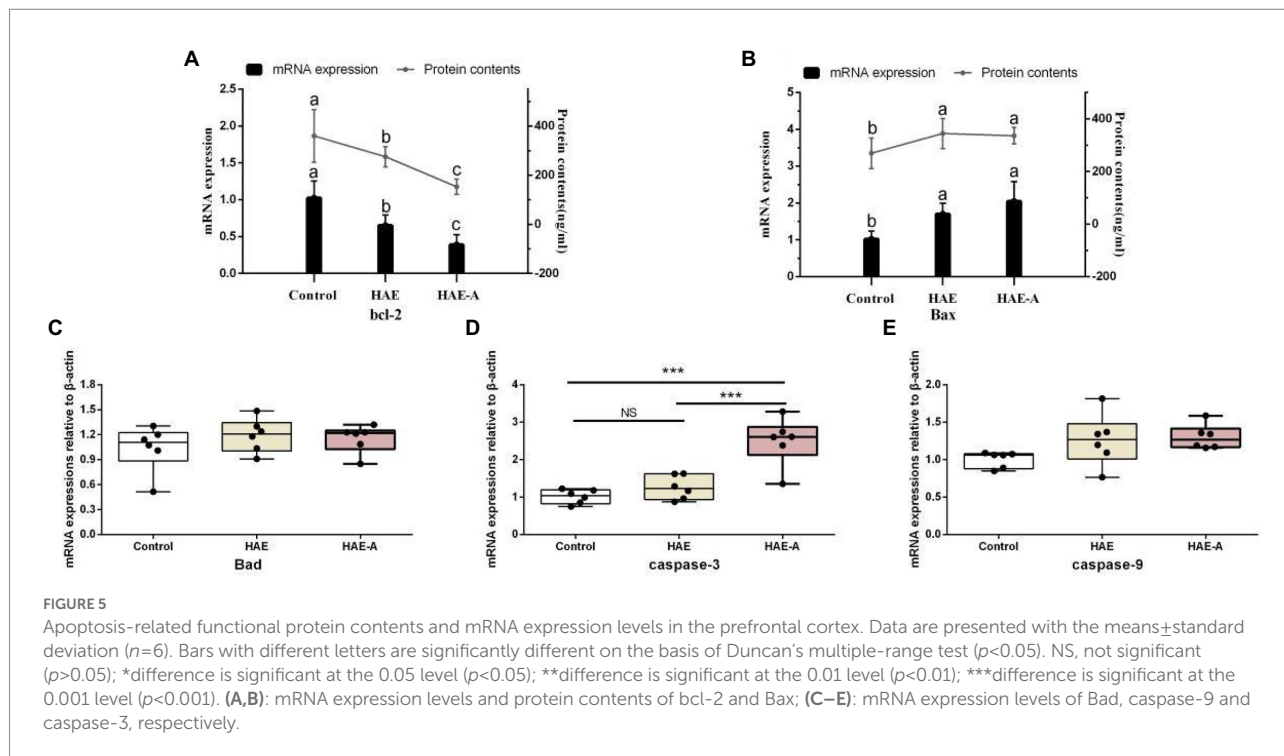 A
mRNA expression
Protein contents
mRNA expression
2.5
2.0
1.5
1.0
0.5
0.0
a
b
c
a
b
c
400
200
0
-200
Protein contents(ng/ml)
Control
HAE
HAE-A
bcl-2
B
mRNA expression
Protein contents
mRNA expression
5
4
3
2
1
0
b
a
a
b
a
a
400
200
0
-200
Protein contents(ng/ml)
Control
HAE
HAE-A
Bax
C
mRNA expressions relative to β-actin
1.8
1.5
1.2
0.9
0.6
0.3
0.0
Control
HAE
HAE-A
Bad
D
mRNA expressions relative to β-actin
4
3
2
1
0
***
***
NS
Control
HAE
HAE-A
caspase-3
E
mRNA expressions relative to β-actin
2.0
1.5
1.0
0.5
0.0
Control
HAE
HAE-A
caspase-9
FIGURE 5
Apoptosis-related functional protein contents and mRNA expression levels in the prefrontal cortex. Data are presented with the means±standard
deviation (n=6). Bars with different letters are significantly different on the basis of Duncan's multiple-range test (p<0.05). NS, not significant
(p>0.05); *difference is significant at the 0.05 level (p<0.05); **difference is significant at the 0.01 level (p<0.01); ***difference is significant at the
0.001 level (p<0.001). (A,B): mRNA expression levels and protein contents of bcl-2 and Bax; (C–E): mRNA expression levels of Bad, caspase-9 and
caspase-3, respectively.